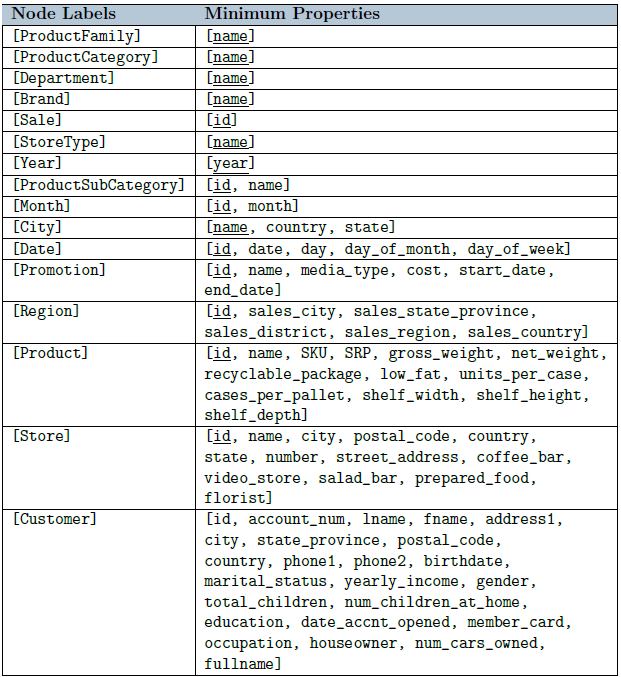 Node Labels Minimum Properties
[ProductFamily] [name]
[ProductCategory] [name]
[Department] [name]
[Brand] [name]
[Sale] [id]
[StoreType] [name]
[Year] [year]
[ProductSubCategory] [id, name]
[Month] [id, month]
[City] [name, country, state]
[Date] [id, date, day, day_of_month, day_of_week]
[Promotion] [id, name, media_type, cost, start_date,
end_date]
[Region] [id, sales_city, sales_state_province,
sales_district, sales_region, sales_country]
[Product] [id, name, SKU, SRP, gross_weight, net_weight,
recyclable_package, low_fat, units_per_case,
cases_per_pallet, shelf_width, shelf_height,
shelf_depth]
[Store] [id, name, city, postal_code, country,
state, number, street_address, coffee_bar,
video_store, salad_bar, prepared_food,
florist]
[Customer] [id, account_num, lname, fname, address1,
city, state_province, postal_code,
country, phone1, phone2, birthdate,
marital_status, yearly_income, gender,
total_children, num_children_at_home,
education, date_accnt_opened, member_card,
occupation, houseowner, num_cars_owned,
fullname]